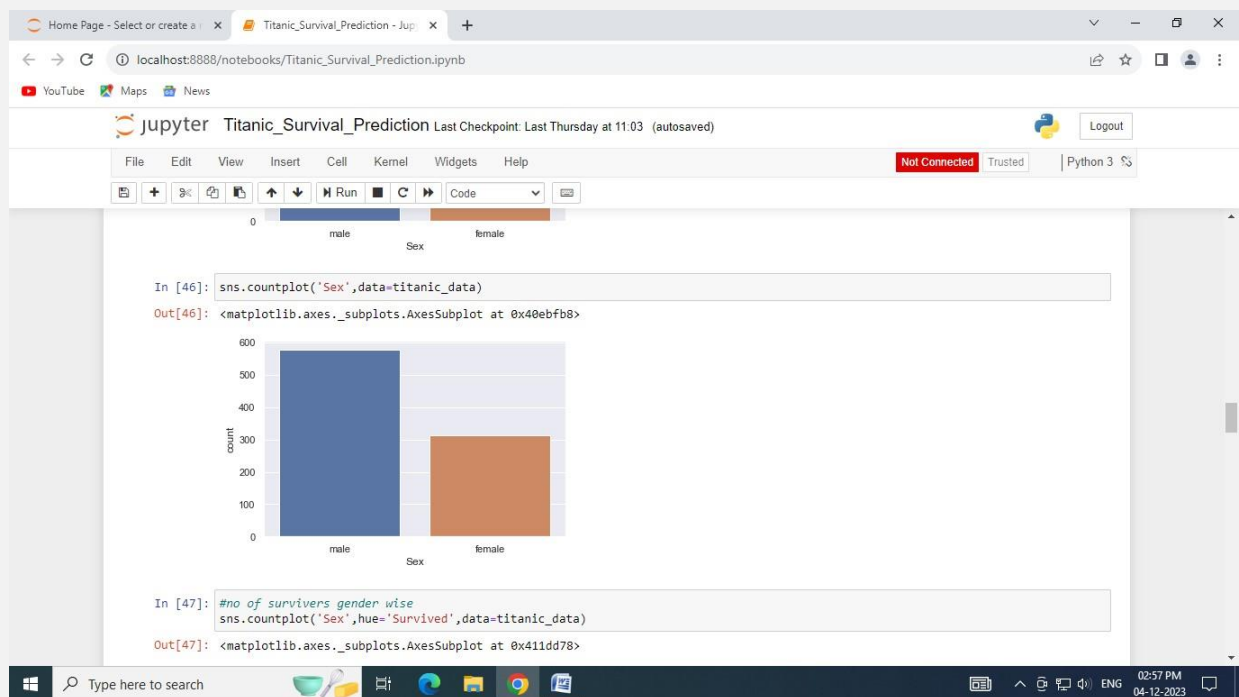 Home Page - Select or create a
Titanic_Survival_Prediction - Jup
localhost:8888/notebooks/Titanic_Survival_Prediction.ipynb
YouTube Maps News
jupyter Titanic_Survival_Prediction Last Checkpoint: Last Thursday at 11:03 (autosaved)
Logout
File Edit View Insert Cell Kernel Widgets Help
Not Connected Trusted Python 3
Run Code
0
male female
Sex
In [46]: sns.countplot('Sex',data=titanic_data)
Out[46]: <matplotlib.axes._subplots.AxesSubplot at 0x40ebfb8>
600
500
400
300
200
100
0
count
male female
Sex
In [47]: #no of survivers gender wise
sns.countplot('Sex',hue='Survived',data=titanic_data)
Out[47]: <matplotlib.axes._subplots.AxesSubplot at 0x411dd78>
Type here to search
ENG
02:57 PM
04-12-2023